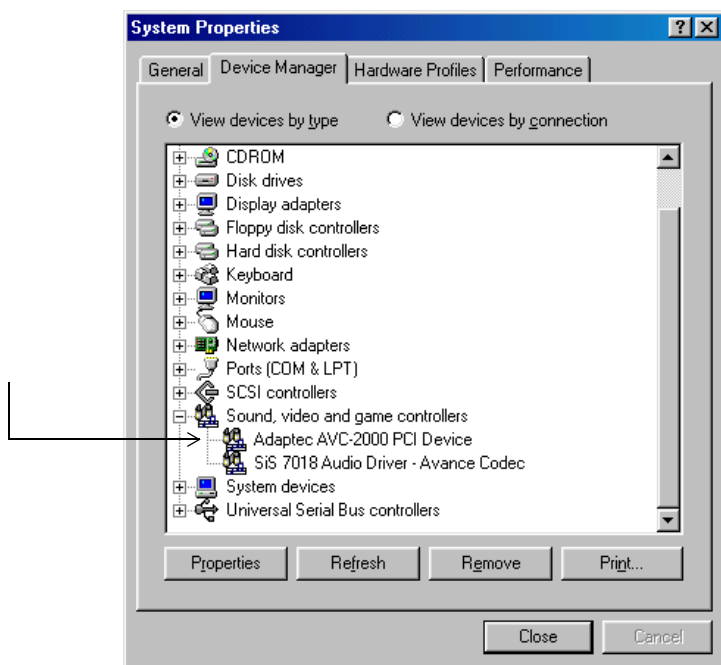 System Properties
? X
General Device Manager Hardware Profiles Performance
View devices by type View devices by connection
CDROM
Disk drives
Display adapters
Floppy disk controllers
Hard disk controllers
Keyboard
Monitors
Mouse
Network adapters
Ports (COM & LPT)
SCSI controllers
Sound, video and game controllers
Adaptec AVC-2000 PCI Device
SiS 7018 Audio Driver - Avance Codec
System devices
Universal Serial Bus controllers
Properties Refresh Remove Print...
Close Cancel